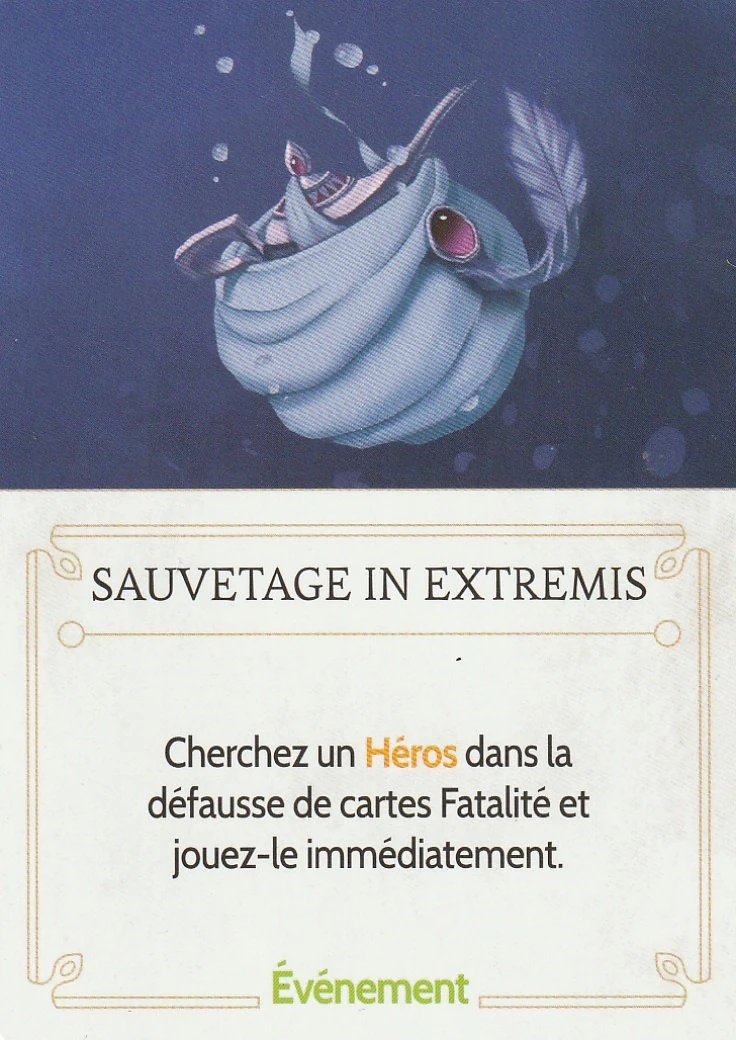 SAUVETAGE IN EXTREMIS
Cherchez un Héros dans la
défausse de cartes Fatalité et
jouez-le immédiatement.
Événement